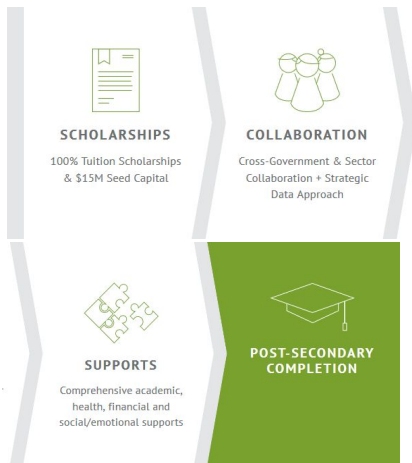 SCHOLARSHIPS
100% Tuition Scholarships
& $15M Seed Capital
COLLABORATION
Cross-Government & Sector
Collaboration + Strategic
Data Approach
SUPPORTS
Comprehensive academic,
health, financial and
social/emotional supports
POST-SECONDARY
COMPLETION